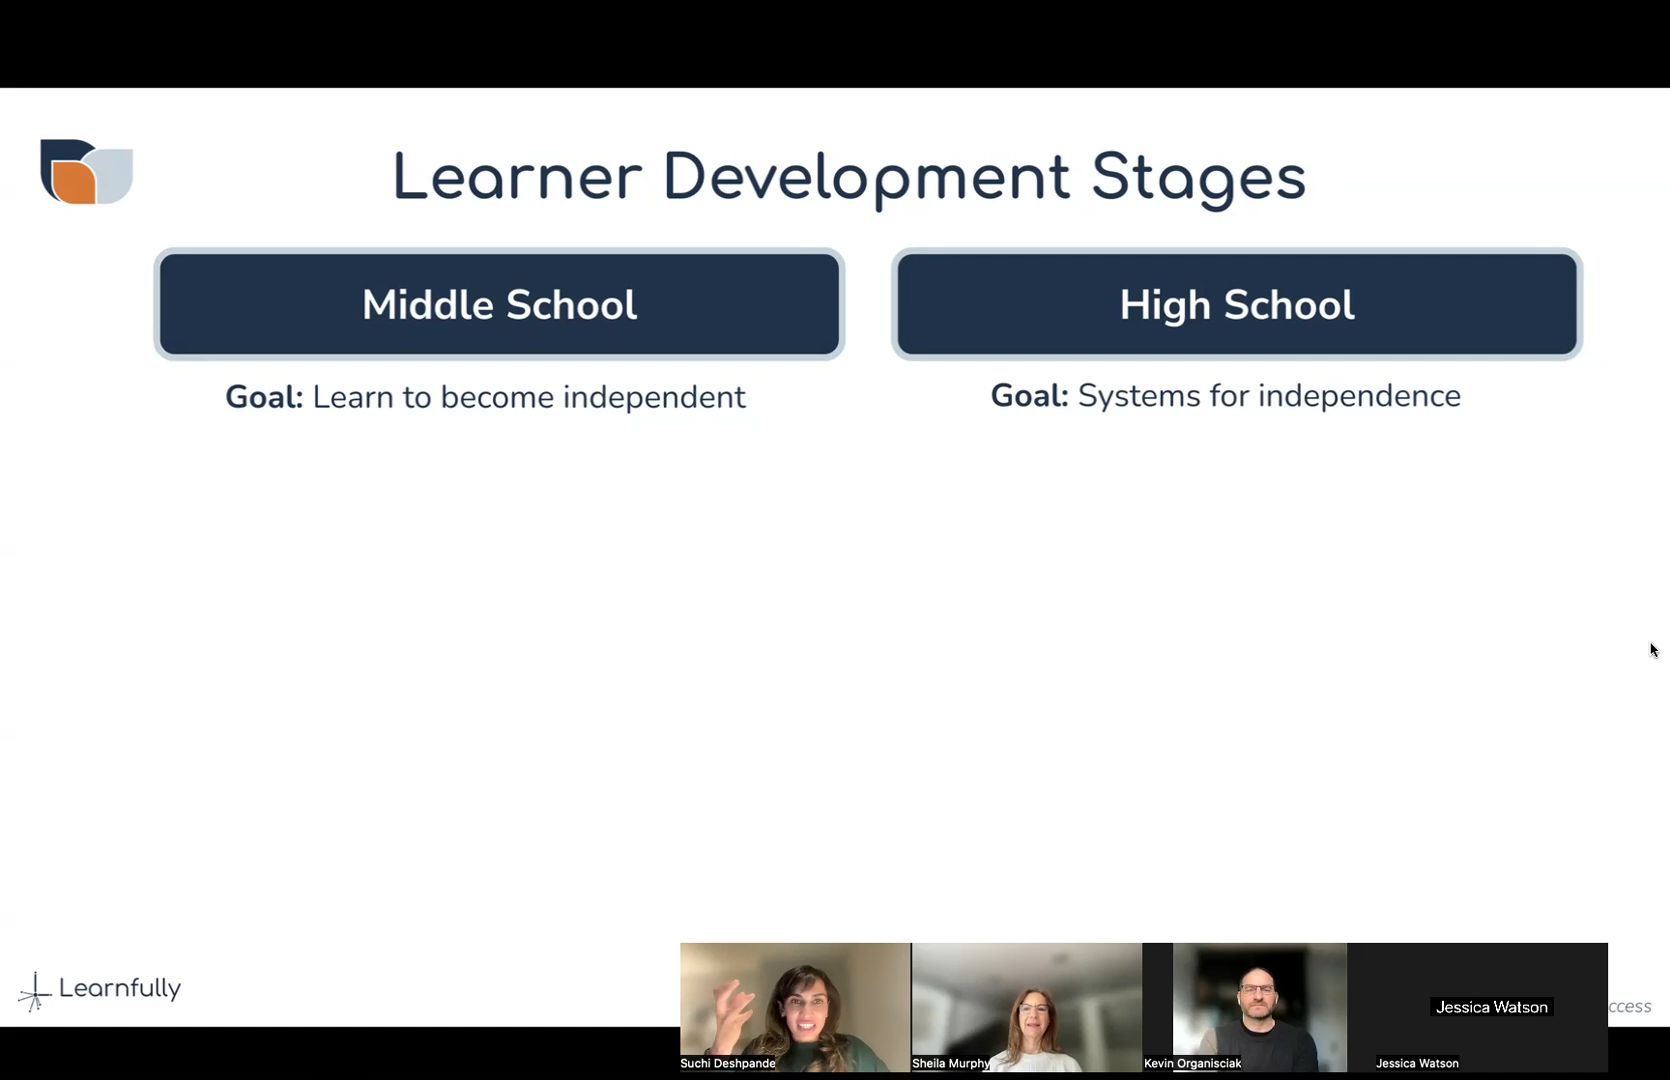 Learner Development Stages
Middle School
High School
Goal: Learn to become independent
Goal: Systems for independence
Learnfully
ccess
Jessica Watson
Suchi Deshpande
Sheila Murphy
Kevin Organisciak
Jessica Watson